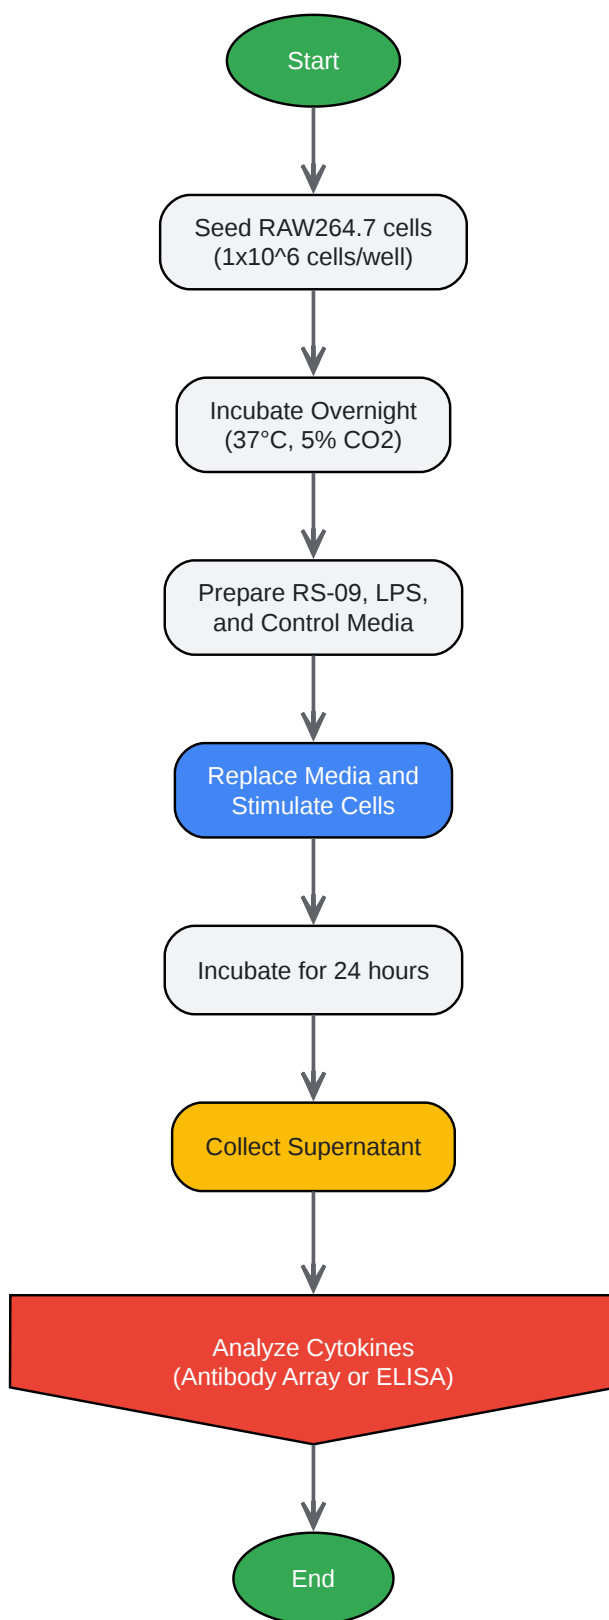 Start
Seed RAW264.7 cells
(1x10^6 cells/well)
Incubate Overnight
(37°C, 5% CO2)
Prepare RS-09, LPS,
and Control Media
Replace Media and
Stimulate Cells
Incubate for 24 hours
Collect Supernatant
Analyze Cytokines
(Antibody Array or ELISA)
End